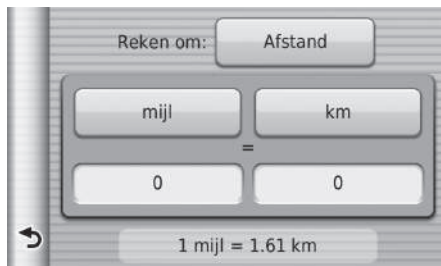 Reken om: Afstand
mijl km
=
0 0
1 mijl = 1.61 km